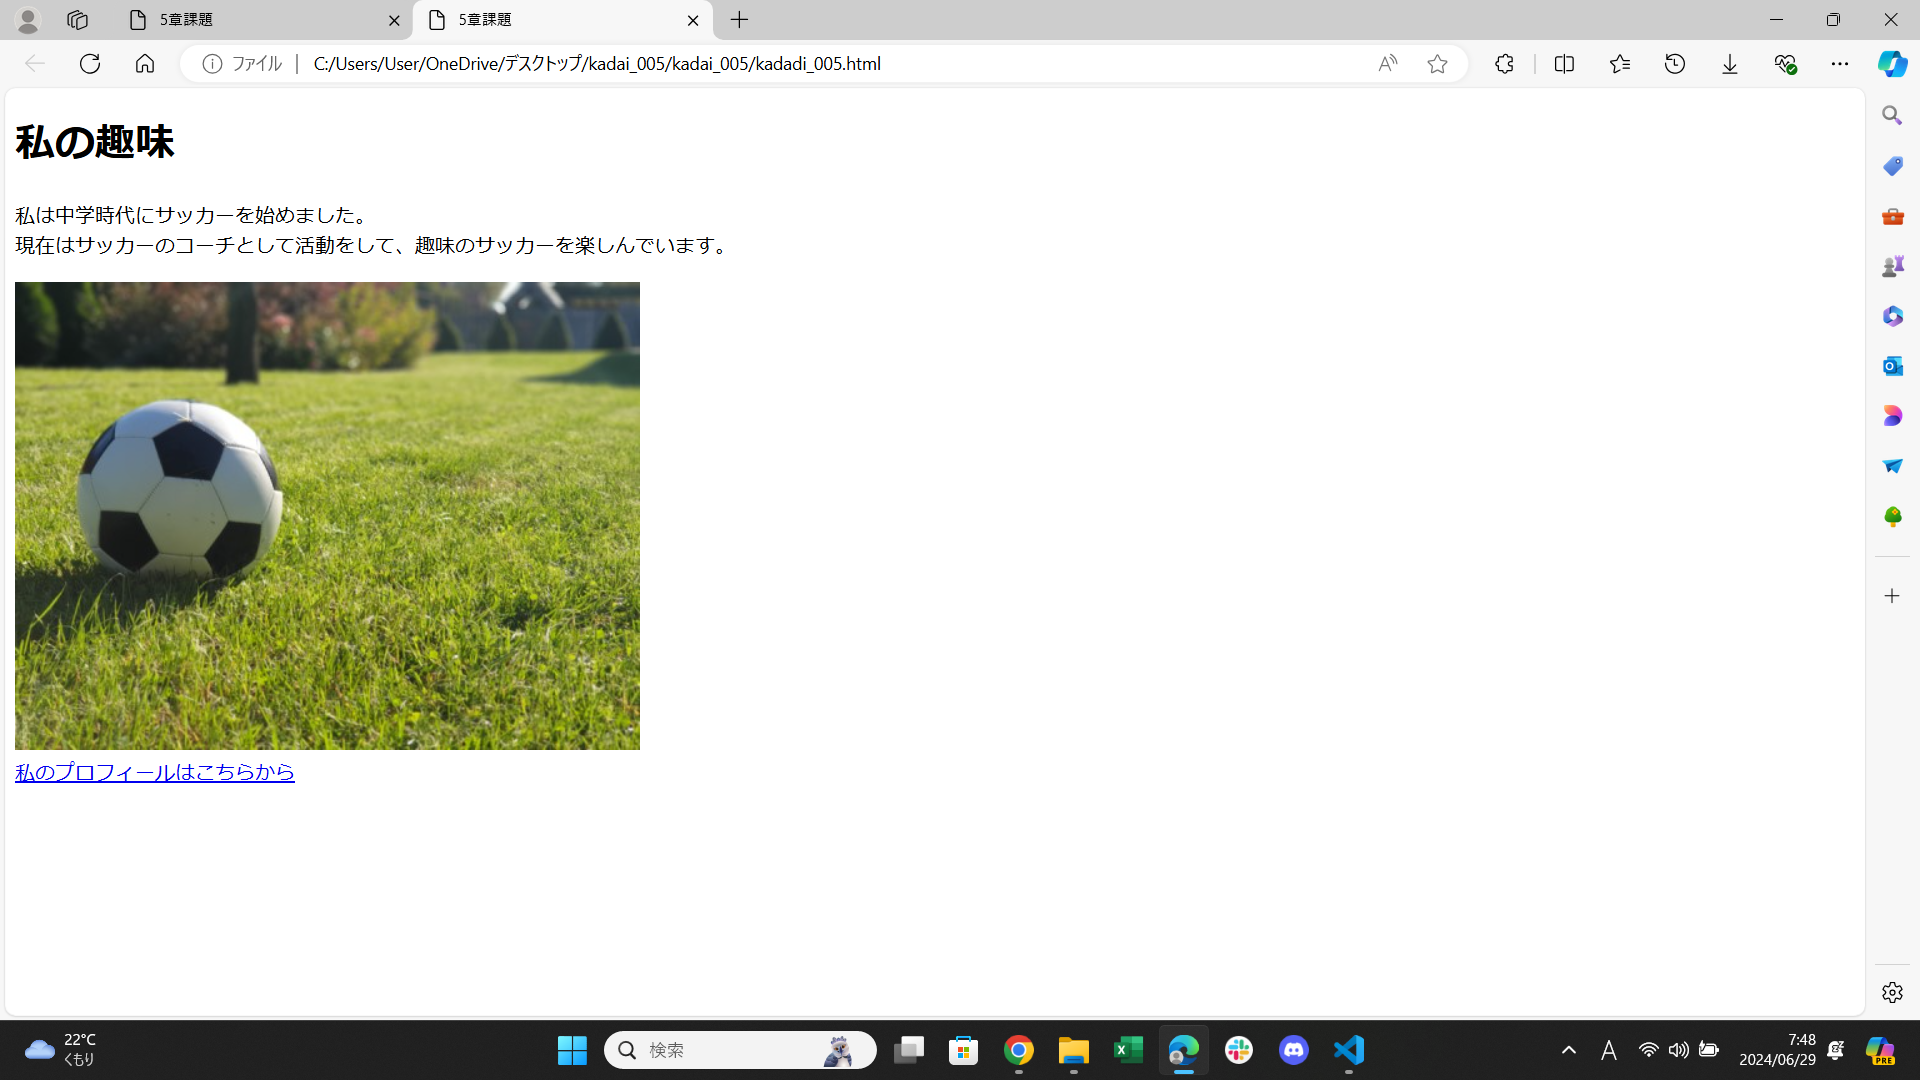 5章課題
5章課題
ファイル
C:/Users/User/OneDrive/デスクトップ/kadai_005/kadai_005/kadadi_005.html
私の趣味
私は中学時代にサッカーを始めました。
現在はサッカーのコーチとして活動をして、趣味のサッカーを楽しんでいます。
私のプロフィールはこちらから
22°C
くもり
検索
A
7:48
2024/06/29
PRE